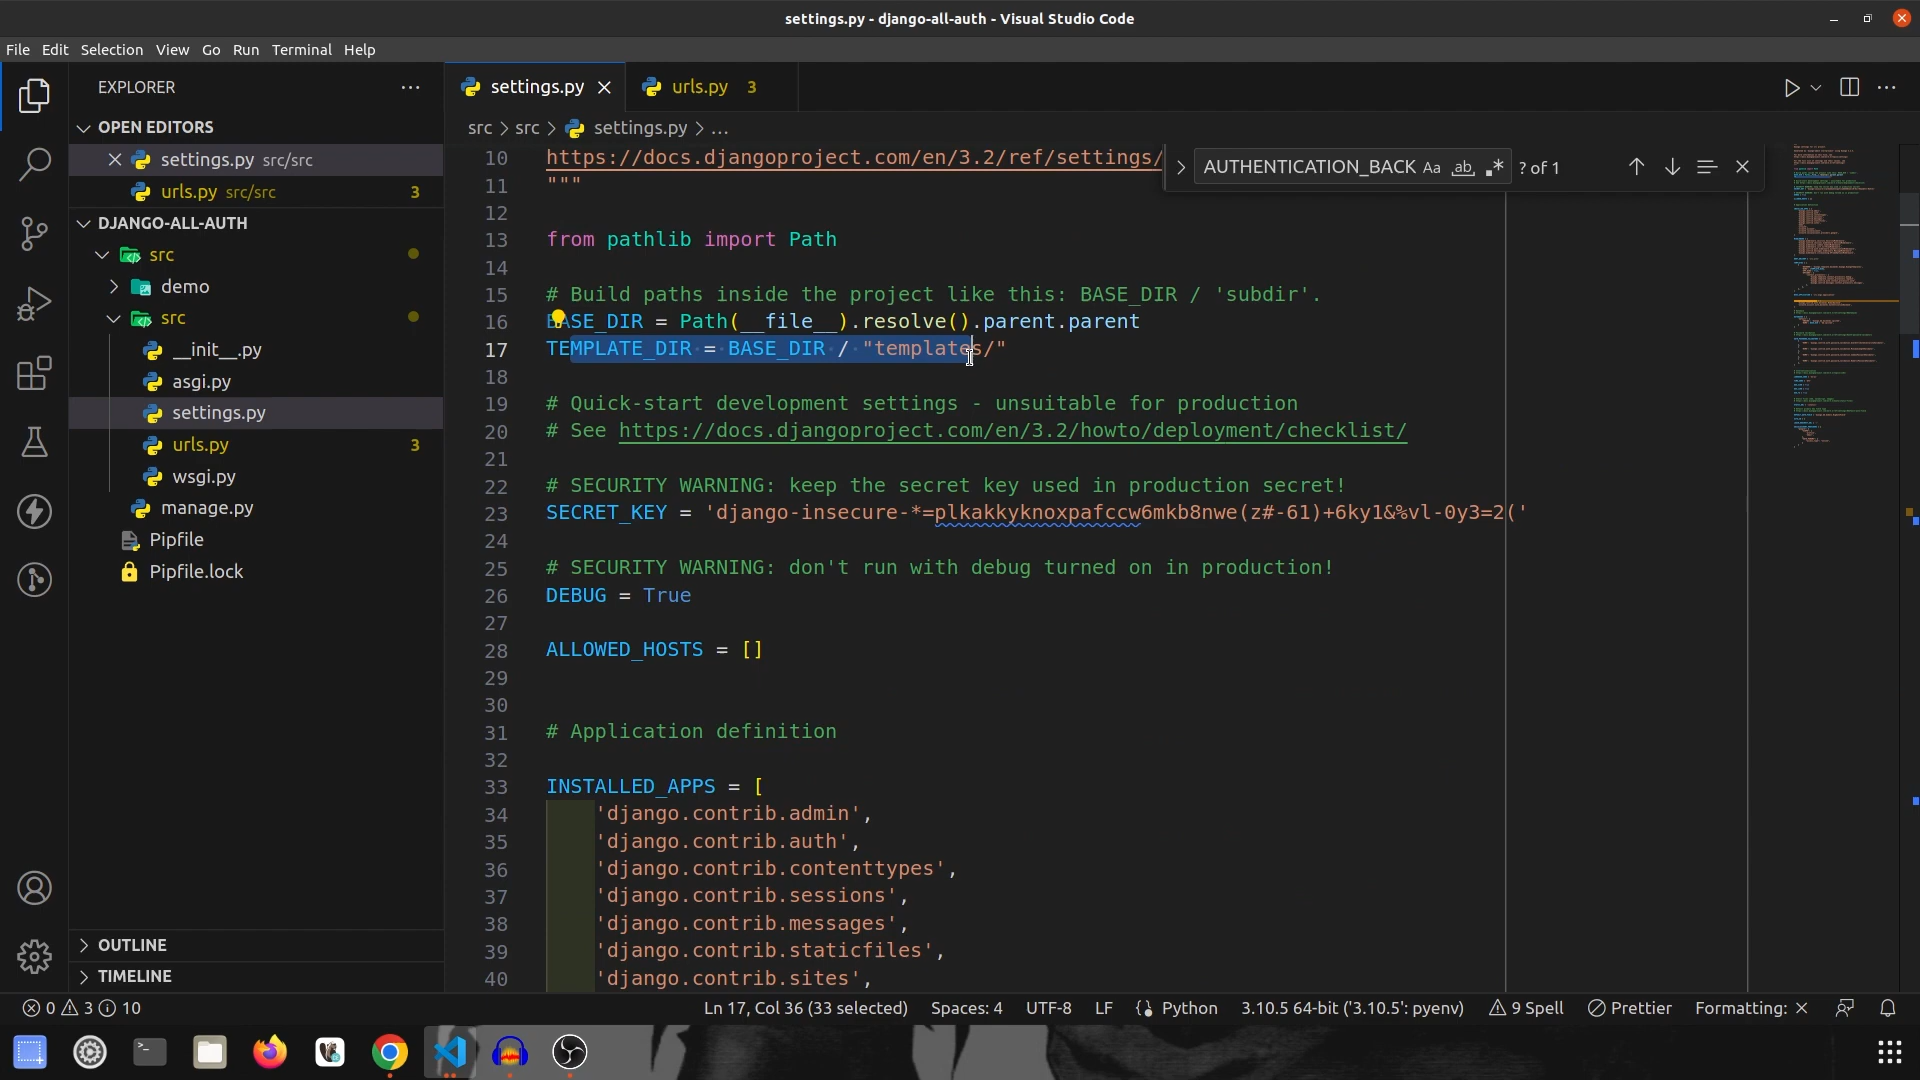 settings.py - django-all-auth - Visual Studio Code
File Edit Selection View Go Run Terminal Help
EXPLORER
OPEN EDITORS
settings.py src/src
urls.py src/src 3
DJANGO-ALL-AUTH
src
demo
src
__init__.py
asgi.py
settings.py
urls.py 3
wsgi.py
manage.py
Pipfile
Pipfile.lock
OUTLINE
TIMELINE
settings.py
urls.py 3
src > src > settings.py > ...
AUTHENTICATION_BACK Aa ab ? of 1
10 https://docs.djangoproject.com/en/3.2/ref/settings/
11 """
12
13 from pathlib import Path
14
15 # Build paths inside the project like this: BASE_DIR / 'subdir'.
16 BASE_DIR = Path(__file__).resolve().parent.parent
17 TEMPLATE_DIR = BASE_DIR / "templates/"
18
19 # Quick-start development settings - unsuitable for production
20 # See https://docs.djangoproject.com/en/3.2/howto/deployment/checklist/
21
22 # SECURITY WARNING: keep the secret key used in production secret!
23 SECRET_KEY = 'django-insecure-*=plkakkyknoxpafccw6mkb8nwe(z#-61)+6ky1&%vl-0y3=2('
24
25 # SECURITY WARNING: don't run with debug turned on in production!
26 DEBUG = True
27
28 ALLOWED_HOSTS = []
29
30
31 # Application definition
32
33 INSTALLED_APPS = [
34 'django.contrib.admin',
35 'django.contrib.auth',
36 'django.contrib.contenttypes',
37 'django.contrib.sessions',
38 'django.contrib.messages',
39 'django.contrib.staticfiles',
40 'django.contrib.sites',
0 3 10 Ln 17, Col 36 (33 selected) Spaces: 4 UTF-8 LF Python 3.10.5 64-bit ('3.10.5': pyenv) 9 Spell Prettier Formatting: ×